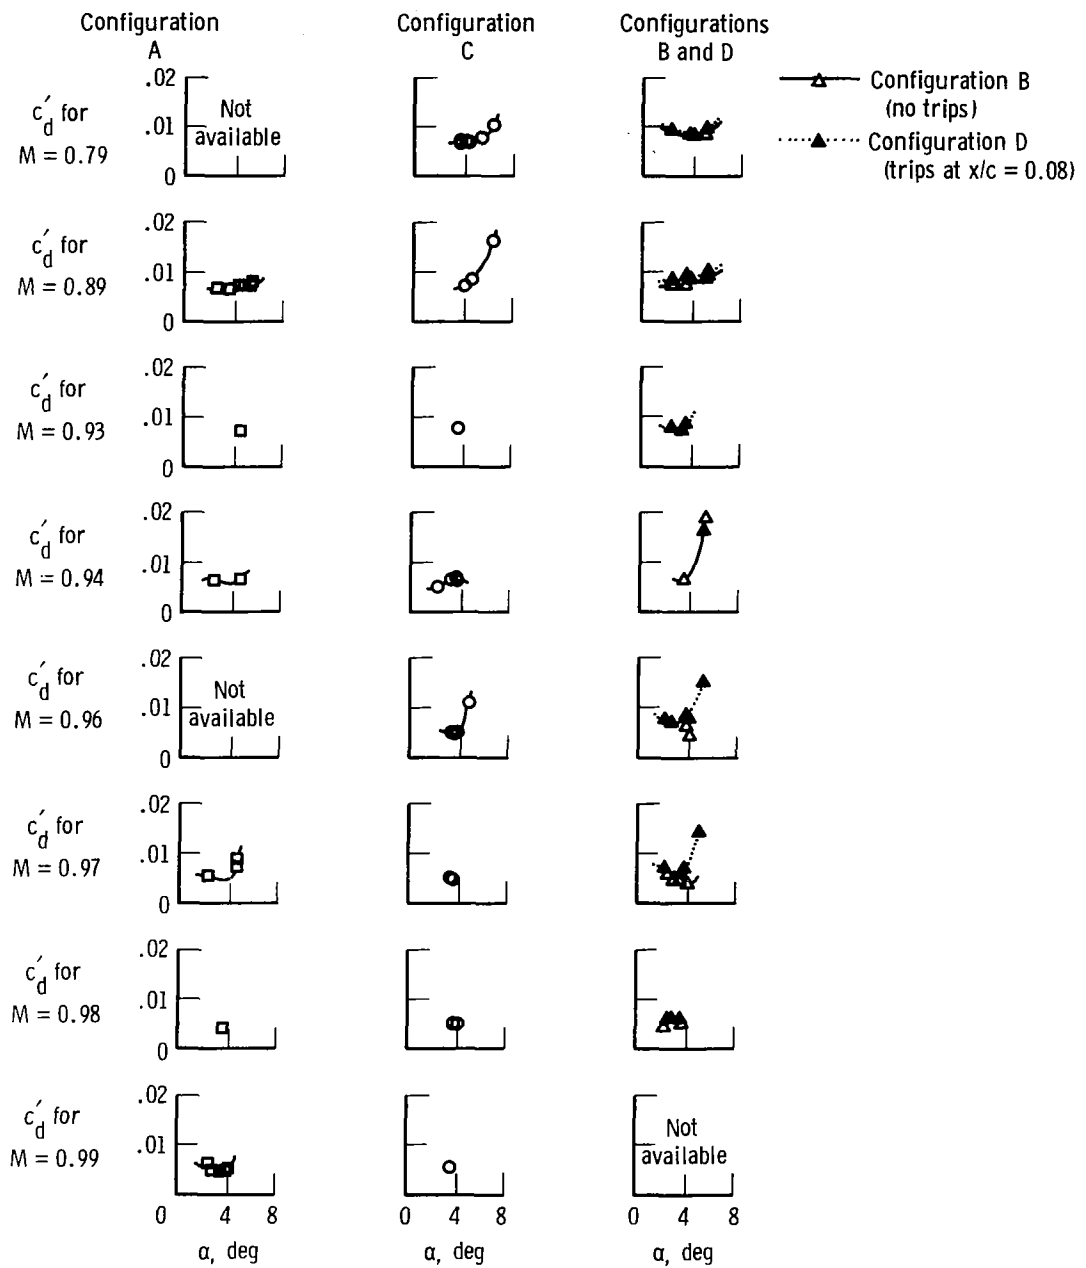 Configuration
A
Configuration
C
Configurations
B and D
Configuration B
(no trips)
Configuration D
(trips at x/c = 0.08)
c′d for
M = 0.79
.02
.01
0
Not
available
c′d for
M = 0.89
.02
.01
0
c′d for
M = 0.93
.02
.01
0
c′d for
M = 0.94
.02
.01
0
c′d for
M = 0.96
.02
.01
0
Not
available
c′d for
M = 0.97
.02
.01
0
c′d for
M = 0.98
.02
.01
0
c′d for
M = 0.99
.02
.01
Not
available
0 4 8
0 4 8
0 4 8
α, deg
α, deg
α, deg